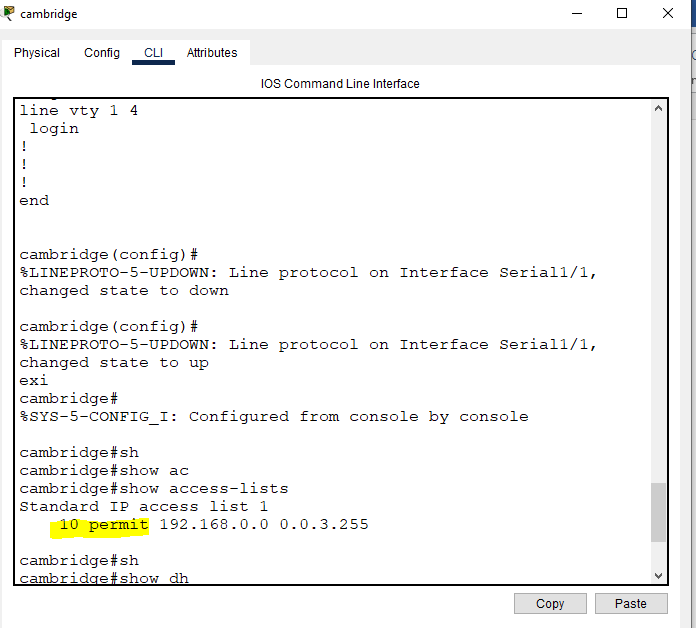 cambridge
Physical Config CLI Attributes
IOS Command Line Interface
line vty 1 4
login
!
!
!
end
cambridge(config)#
%LINEPROTO-5-UPDOWN: Line protocol on Interface Serial1/1,
changed state to down
cambridge(config)#
%LINEPROTO-5-UPDOWN: Line protocol on Interface Serial1/1,
changed state to up
exi
cambridge#
%SYS-5-CONFIG_I: Configured from console by console
cambridge#sh
cambridge#show ac
cambridge#show access-lists
Standard IP access list 1
10 permit 192.168.0.0 0.0.3.255
cambridge#sh
cambridge#show dh
Copy Paste